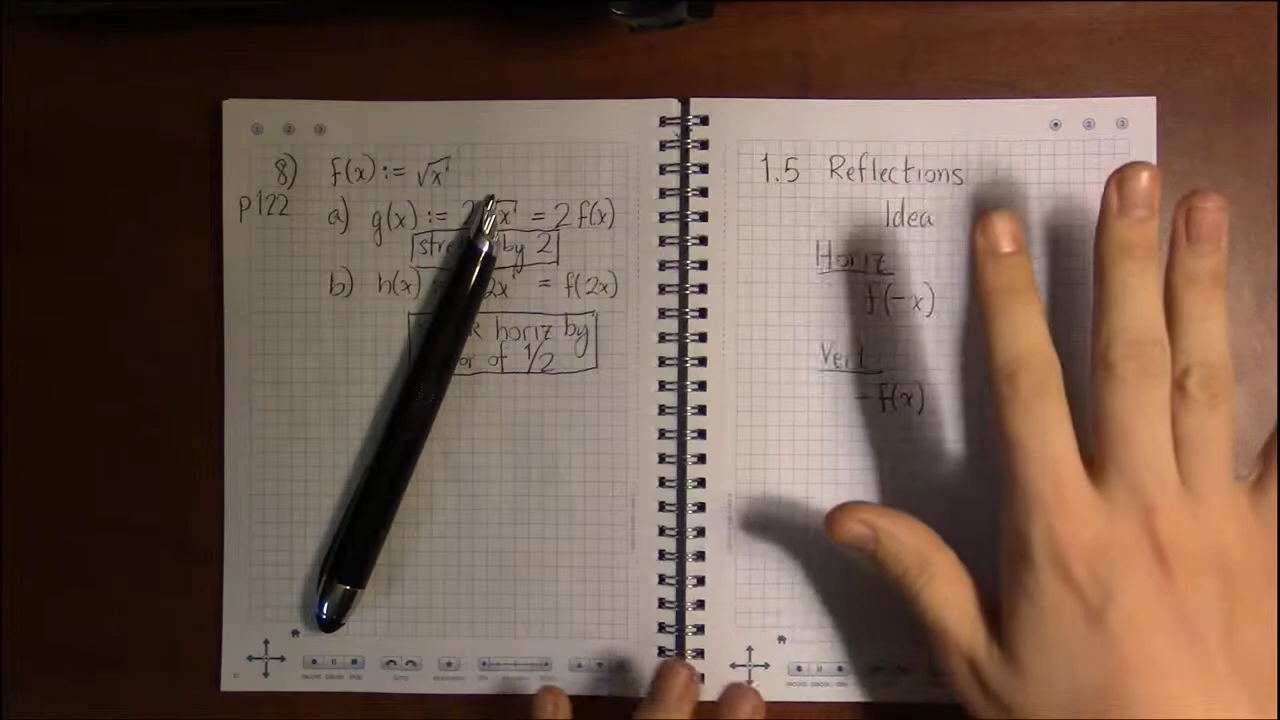 8) f(x) := √x
p122
a) g(x) := 2√x = 2 f(x)
by 2
b) h(x) = f(2x)
horiz by
of 1/2
1.5 Reflections
Idea
Horiz
f(-x)
Vert
- f(x)